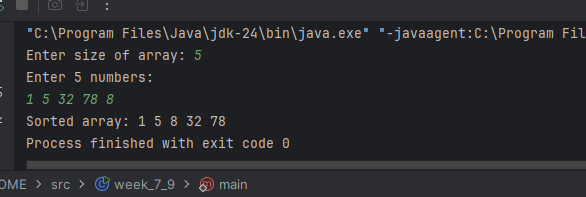 "C:\Program Files\Java\jdk-24\bin\java.exe" "-javaagent:C:\Program Fil
Enter size of array: 5
Enter 5 numbers:
1 5 32 78 8
Sorted array: 1 5 8 32 78
Process finished with exit code 0
OME > src > week_7_9 > main